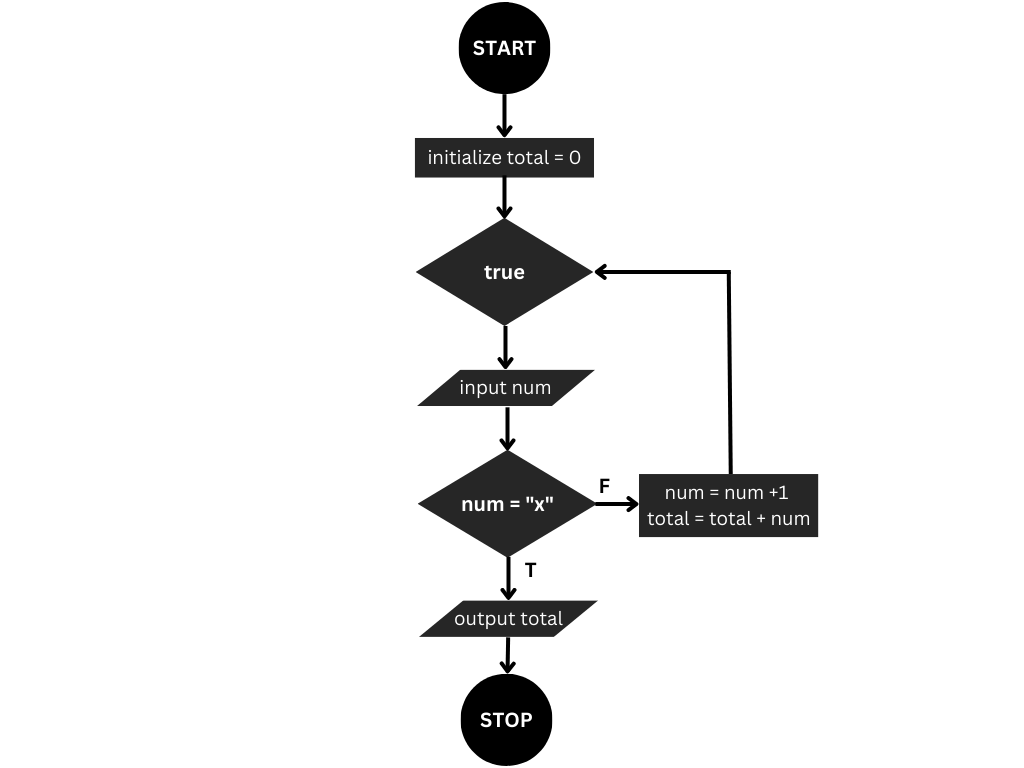 START
initialize total = 0
true
input num
num = "x"
F
num = num +1
total = total + num
T
output total
STOP